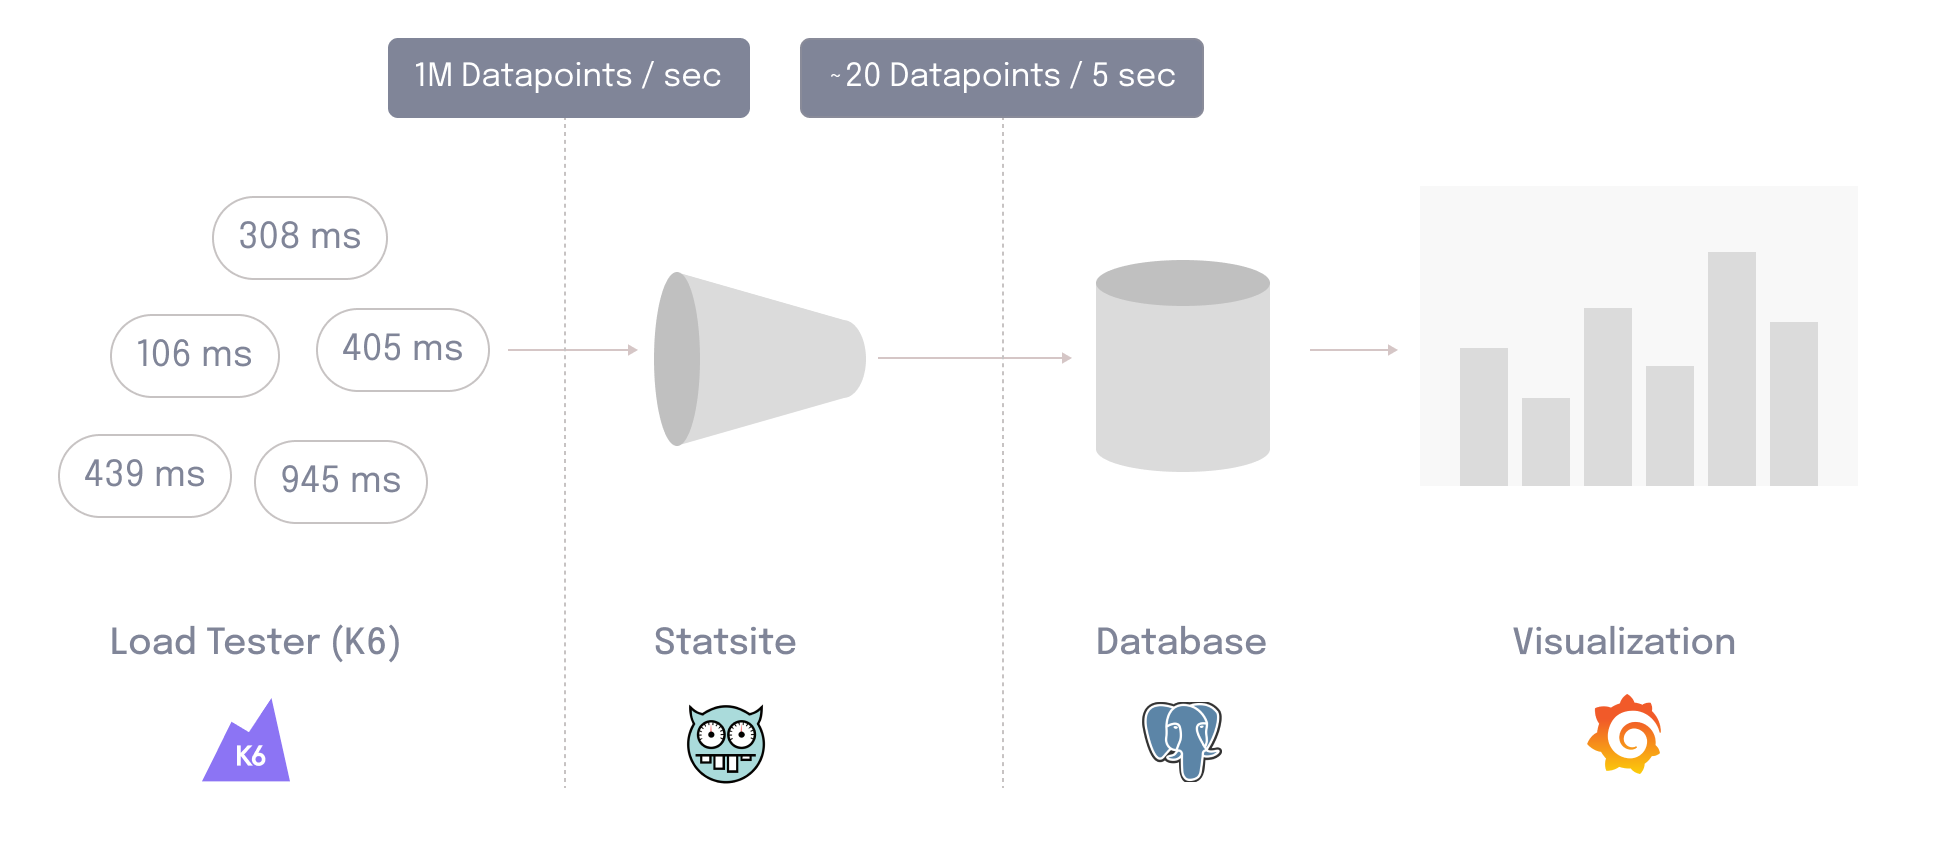 1M Datapoints / sec
~20 Datapoints / 5 sec
308 ms
106 ms
405 ms
439 ms
945 ms
Load Tester (K6)
Statsite
Database
Visualization
K6